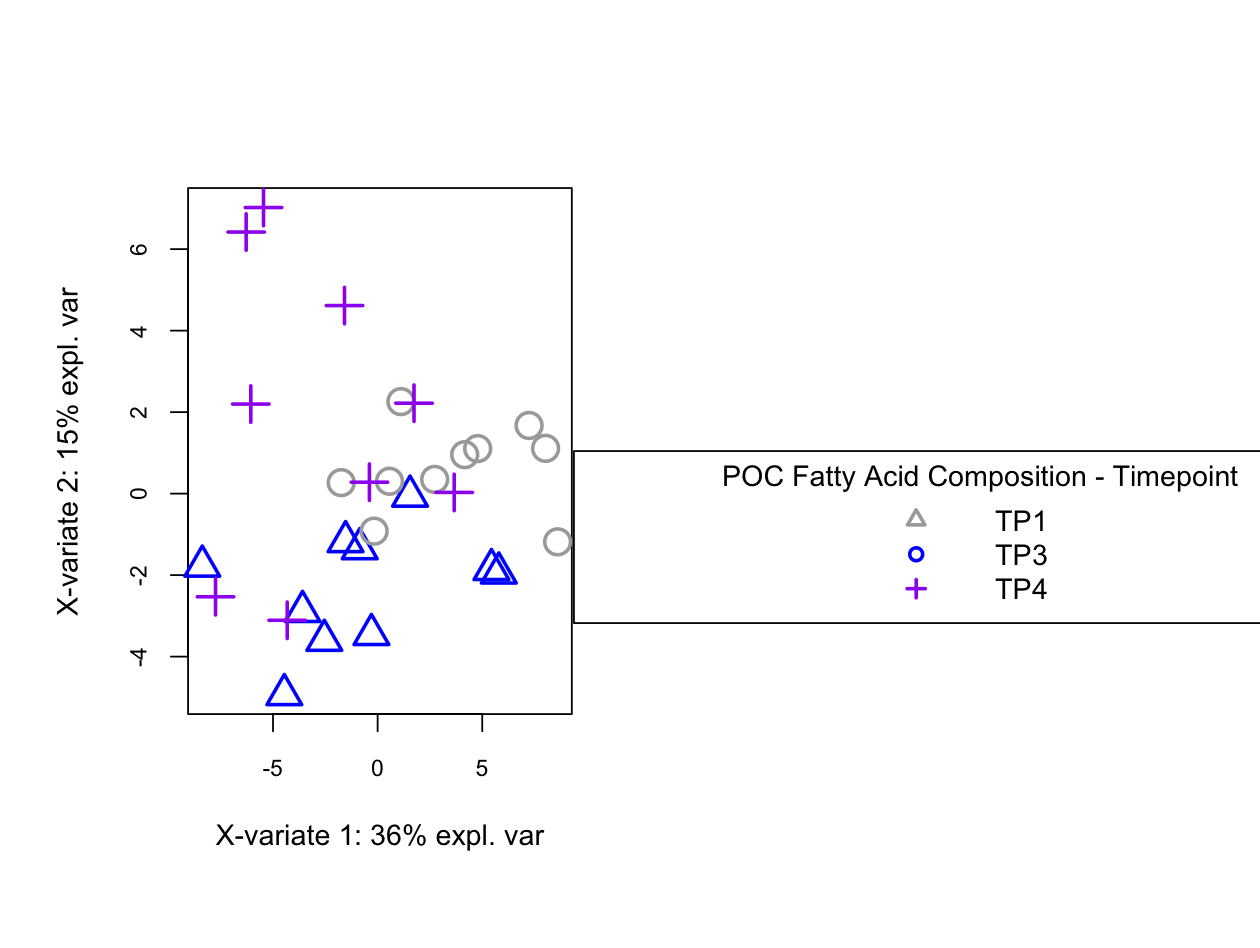 X-variate 2: 15% expl. var
6
4
2
0
-2
-4
-5 0 5
X-variate 1: 36% expl. var
POC Fatty Acid Composition - Timepoint
TP1
TP3
TP4